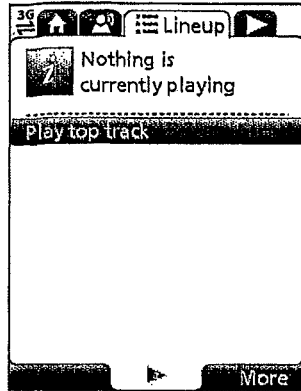 3G
Lineup
i
Nothing is
currently playing
Play top track
More